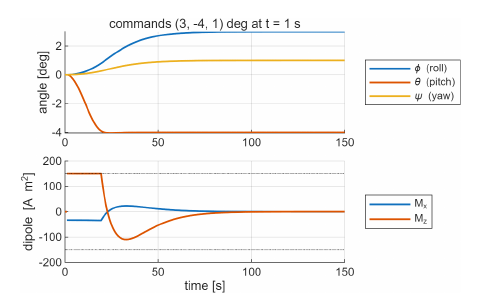 commands (3, -4, 1) deg at t = 1 s
angle [deg]
2
0
-2
-4
0
50
100
150
ϕ (roll)
θ (pitch)
ψ (yaw)
dipole [A m²]
200
100
0
-100
-200
0
50
100
150
time [s]
Mₓ
M_z